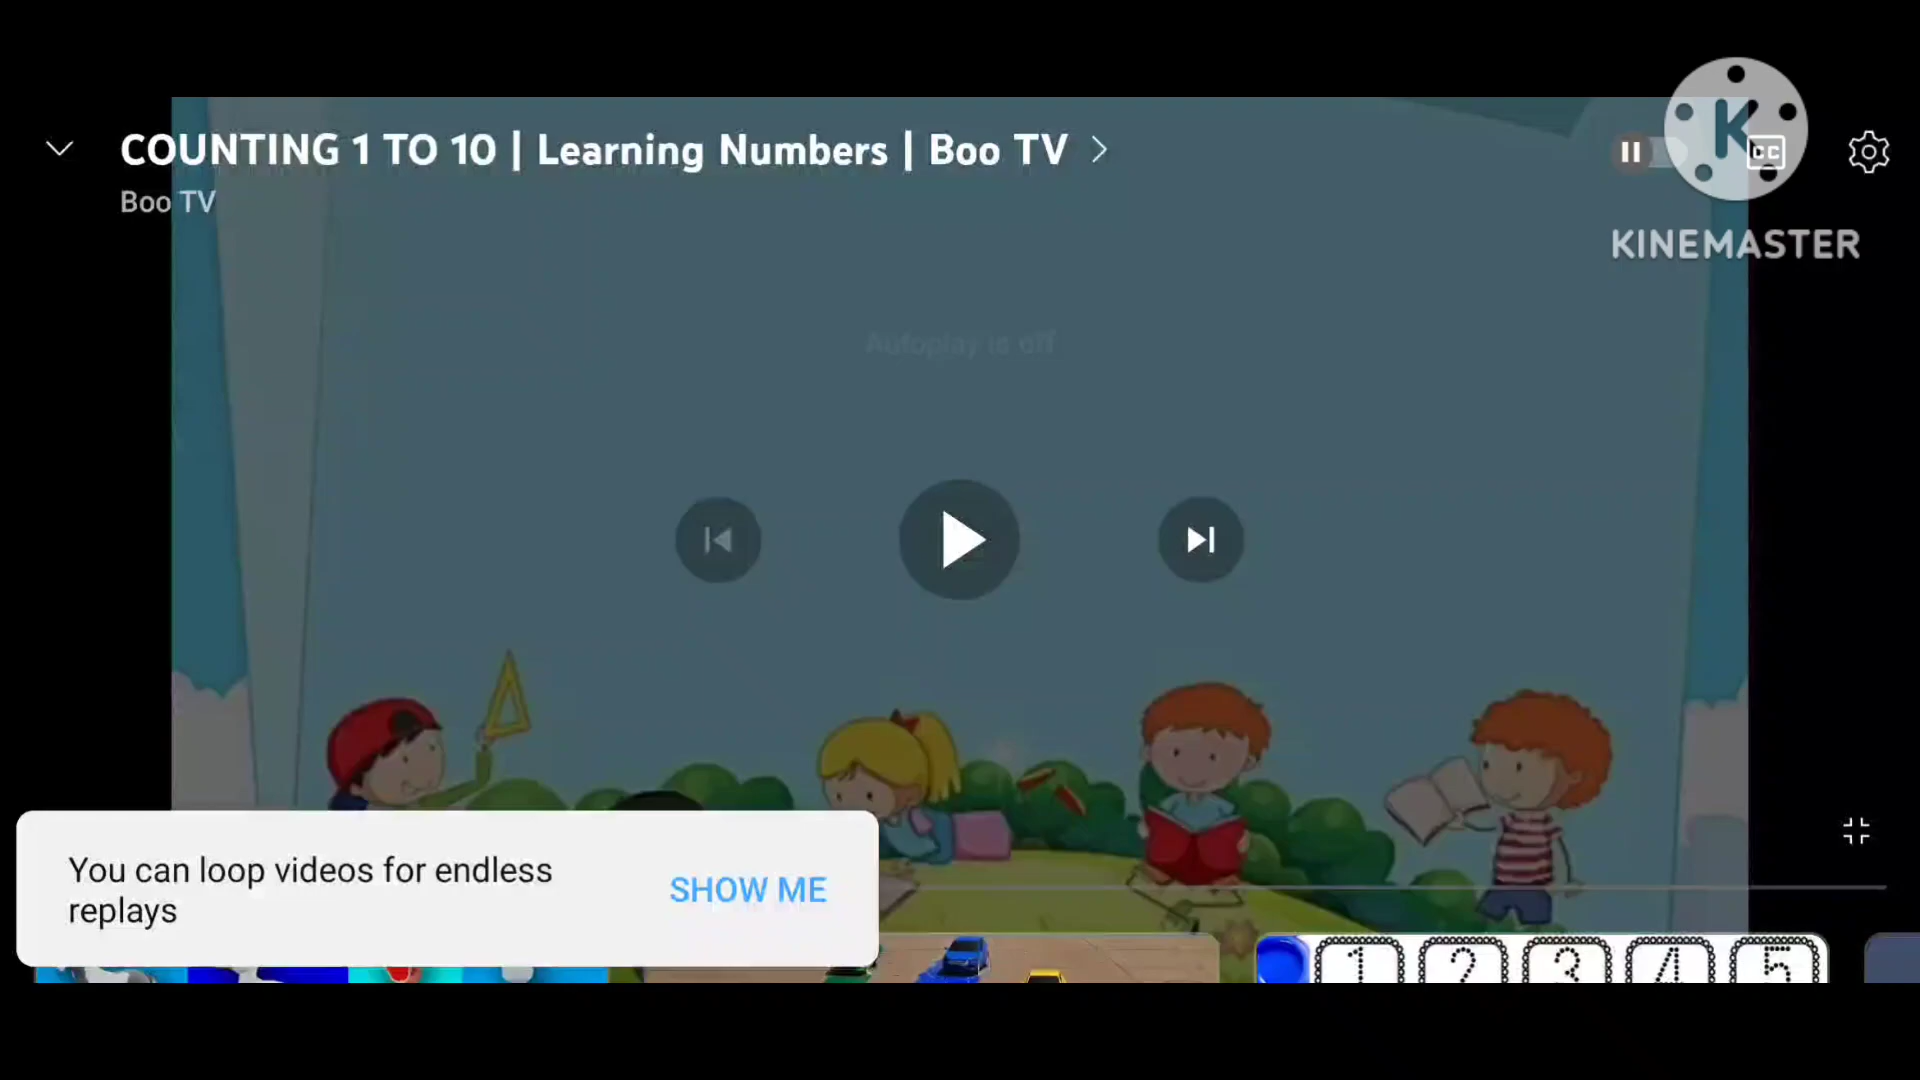 COUNTING 1 TO 10 | Learning Numbers | Boo TV
Boo TV
K
CC
KINEMASTER
Autoplay is off
You can loop videos for endless
replays
SHOW ME
1 2 3 4 5